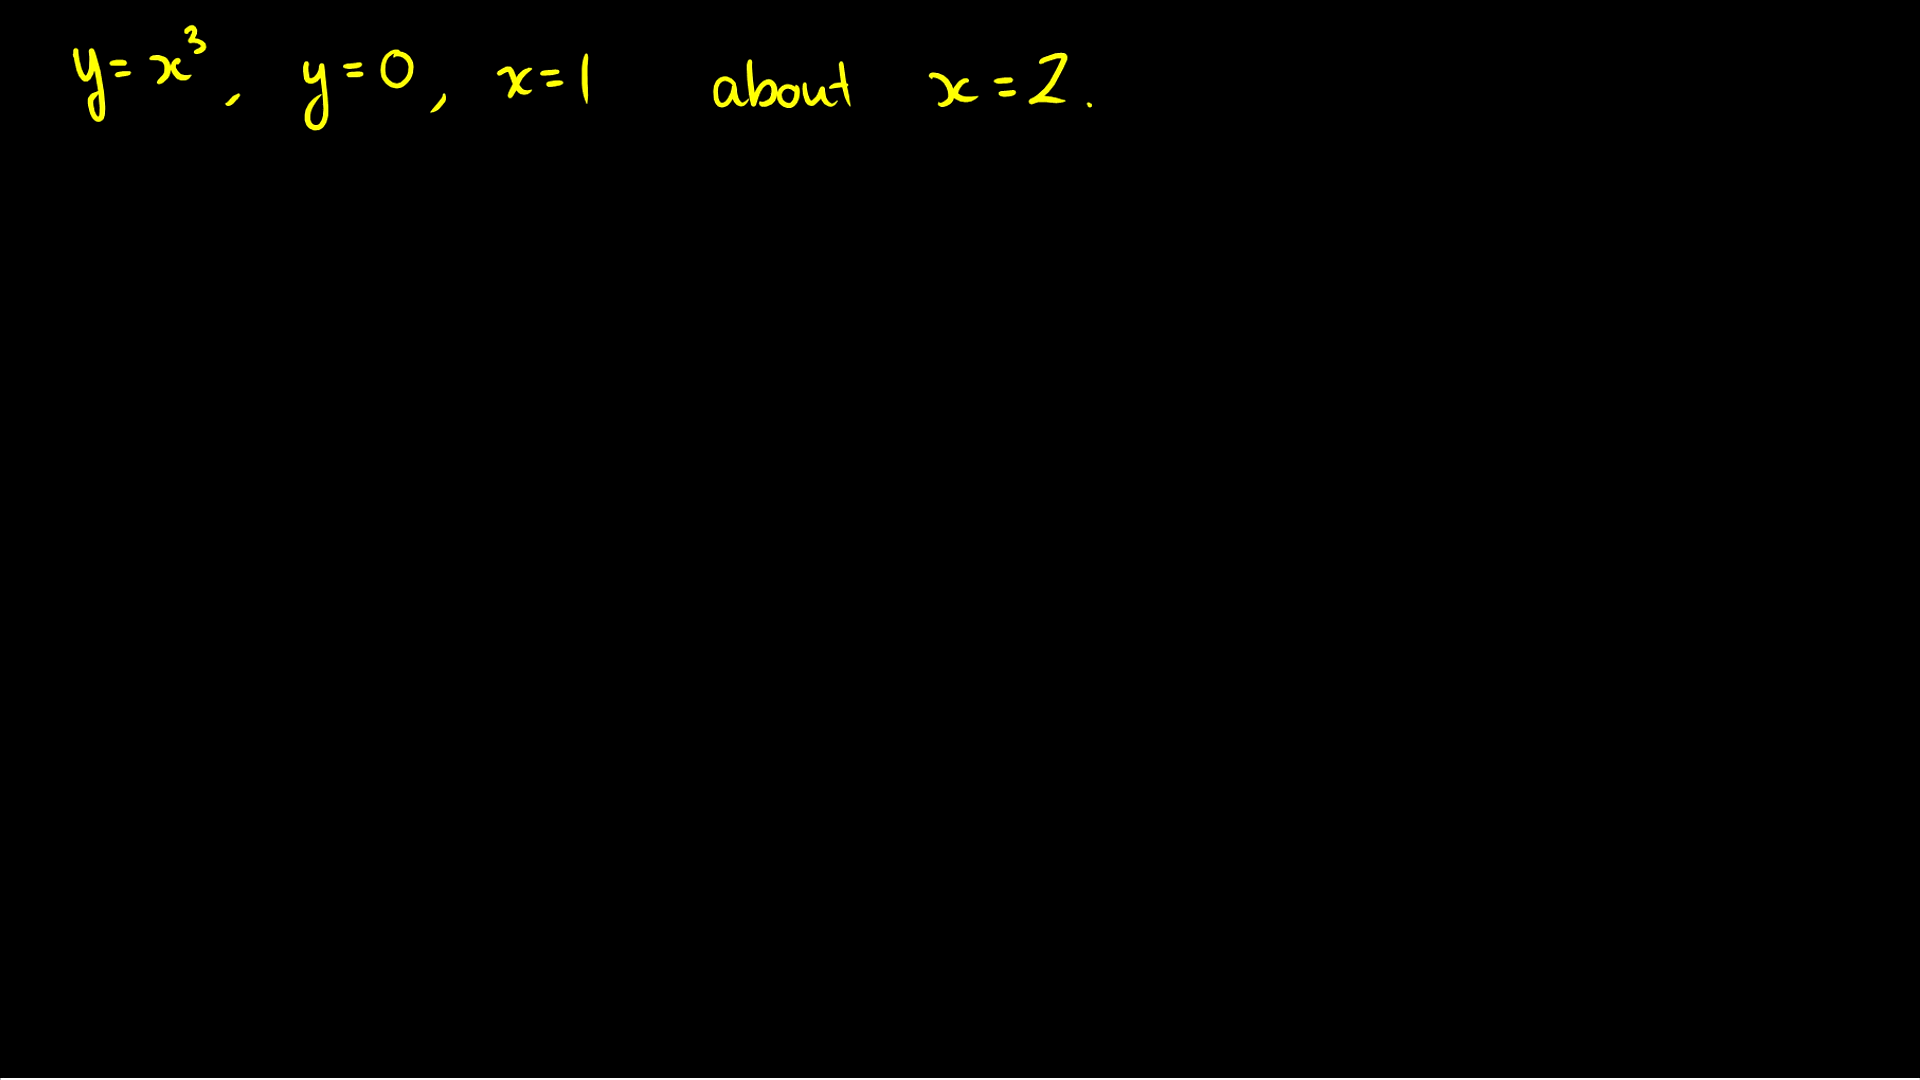 y=x³, y=0, x=1 about x=2.